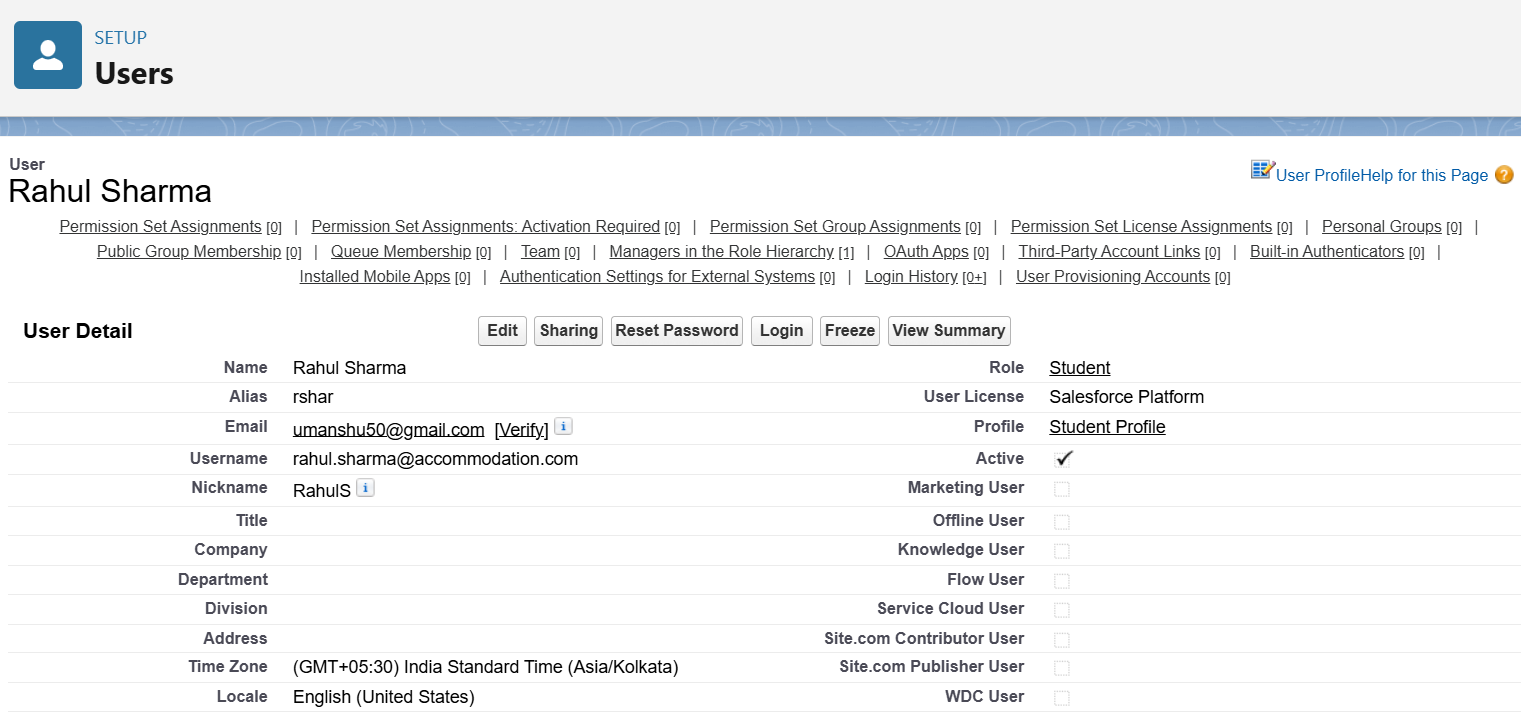 SETUP
Users
User
Rahul Sharma
User ProfileHelp for this Page ?
Permission Set Assignments [0] | Permission Set Assignments: Activation Required [0] | Permission Set Group Assignments [0] | Permission Set License Assignments [0] | Personal Groups [0] |
Public Group Membership [0] | Queue Membership [0] | Team [0] | Managers in the Role Hierarchy [1] | OAuth Apps [0] | Third-Party Account Links [0] | Built-in Authenticators [0] |
Installed Mobile Apps [0] | Authentication Settings for External Systems [0] | Login History [0+] | User Provisioning Accounts [0]
User Detail Edit Sharing Reset Password Login Freeze View Summary
Name Rahul Sharma Role Student
Alias rshar User License Salesforce Platform
Email umanshu50@gmail.com [Verify] i Profile Student Profile
Username rahul.sharma@accommodation.com Active ✓
Nickname RahulS i Marketing User
Title Offline User
Company Knowledge User
Department Flow User
Division Service Cloud User
Address Site.com Contributor User
Time Zone (GMT+05:30) India Standard Time (Asia/Kolkata) Site.com Publisher User
Locale English (United States) WDC User